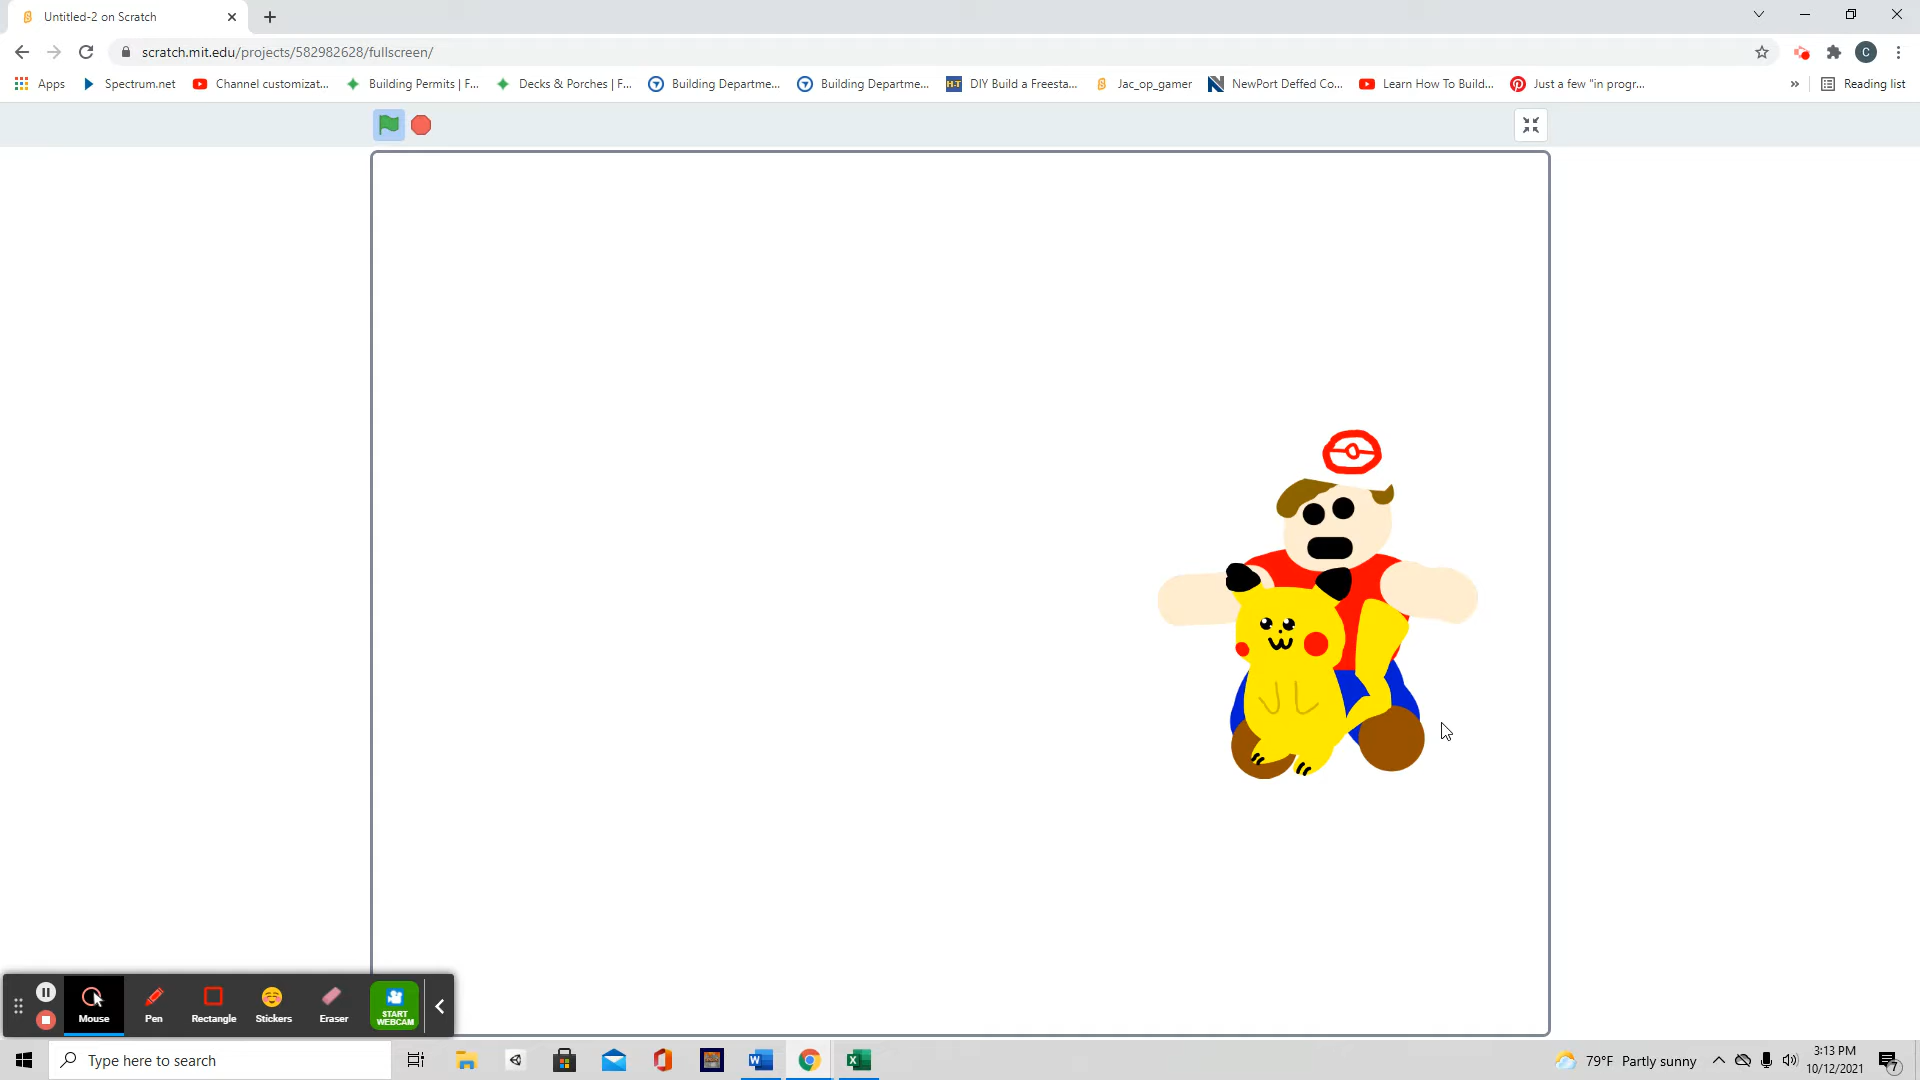 Untitled-2 on Scratch
scratch.mit.edu/projects/582982628/fullscreen/
C
Apps
Spectrum.net
Channel customizat...
Building Permits | F...
Decks & Porches | F...
Building Departme...
Building Departme...
H-T
DIY Build a Freesta...
Jac_op_gamer
NewPort Deffed Co...
Learn How To Build...
Just a few "in progr...
»
Reading list
Mouse
Pen
Rectangle
Stickers
Eraser
START
WEBCAM
Type here to search
79°F Partly sunny
3:13 PM
10/12/2021
7